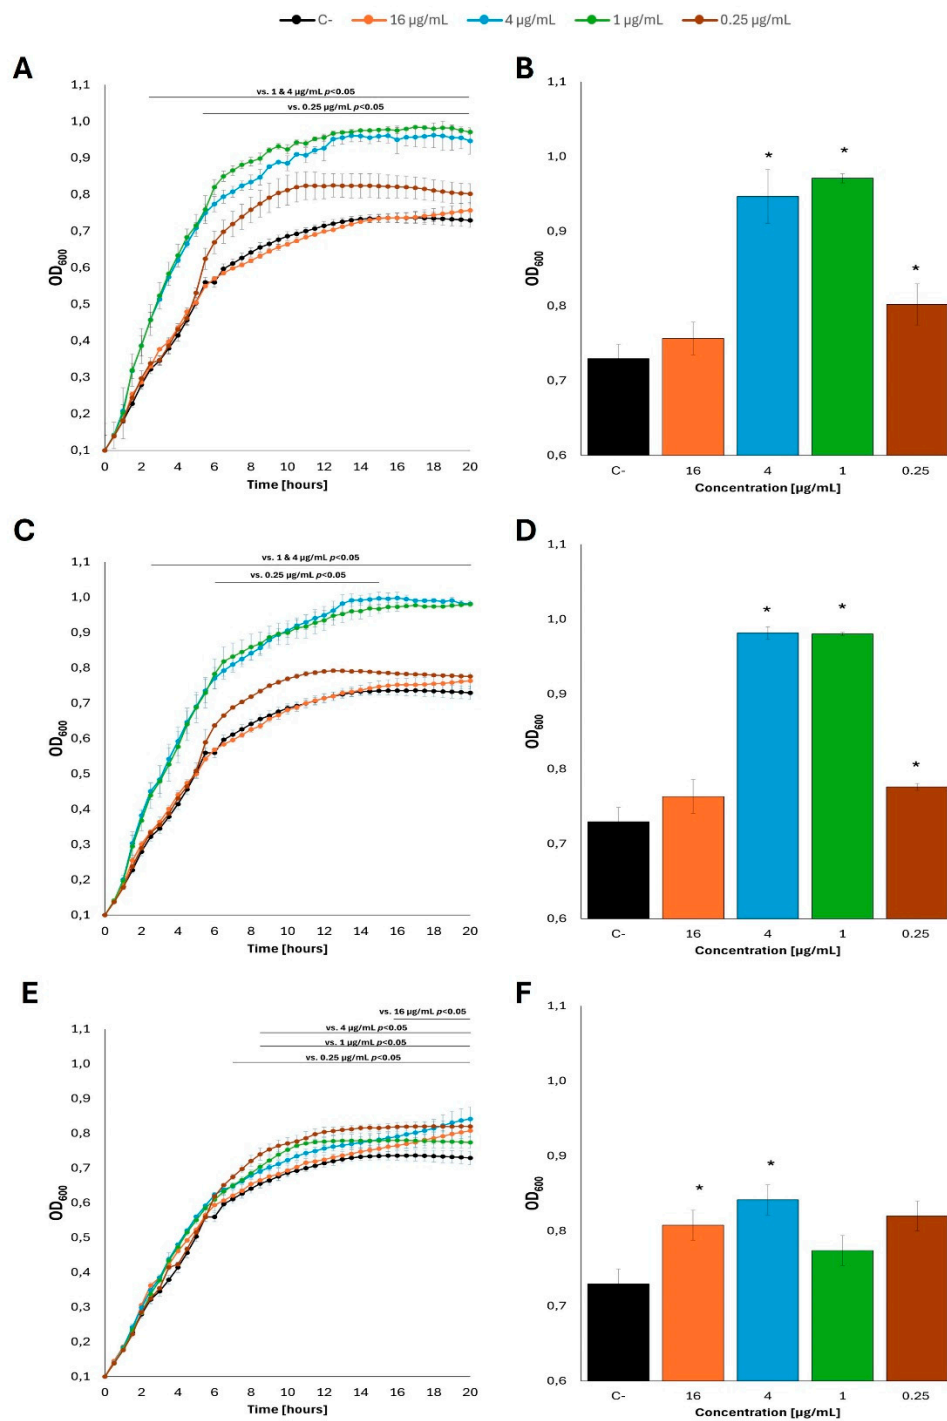 C- 16 µg/mL 4 µg/mL 1 µg/mL 0.25 µg/mL
A
1,1
1,0
0,9
0,8
0,7
0,6
0,5
0,4
0,3
0,2
0,1
OD600
vs. 1 & 4 µg/mL p<0.05
vs. 0.25 µg/mL p<0.05
0 2 4 6 8 10 12 14 16 18 20
Time [hours]
B
1,1
1,0
0,9
0,8
0,7
0,6
OD600
* * *
C- 16 4 1 0.25
Concentration [µg/mL]
C
1,1
1,0
0,9
0,8
0,7
0,6
0,5
0,4
0,3
0,2
0,1
OD600
vs. 1 & 4 µg/mL p<0.05
vs. 0.25 µg/mL p<0.05
0 2 4 6 8 10 12 14 16 18 20
Time [hours]
D
1,1
1,0
0,9
0,8
0,7
0,6
OD600
* * *
C- 16 4 1 0.25
Concentration [µg/mL]
E
1,1
1,0
0,9
0,8
0,7
0,6
0,5
0,4
0,3
0,2
0,1
OD600
vs. 16 µg/mL p<0.05
vs. 4 µg/mL p<0.05
vs. 1 µg/mL p<0.05
vs. 0.25 µg/mL p<0.05
0 2 4 6 8 10 12 14 16 18 20
Time [hours]
F
1,1
1,0
0,9
0,8
0,7
0,6
OD600
* *
C- 16 4 1 0.25
Concentration [µg/mL]